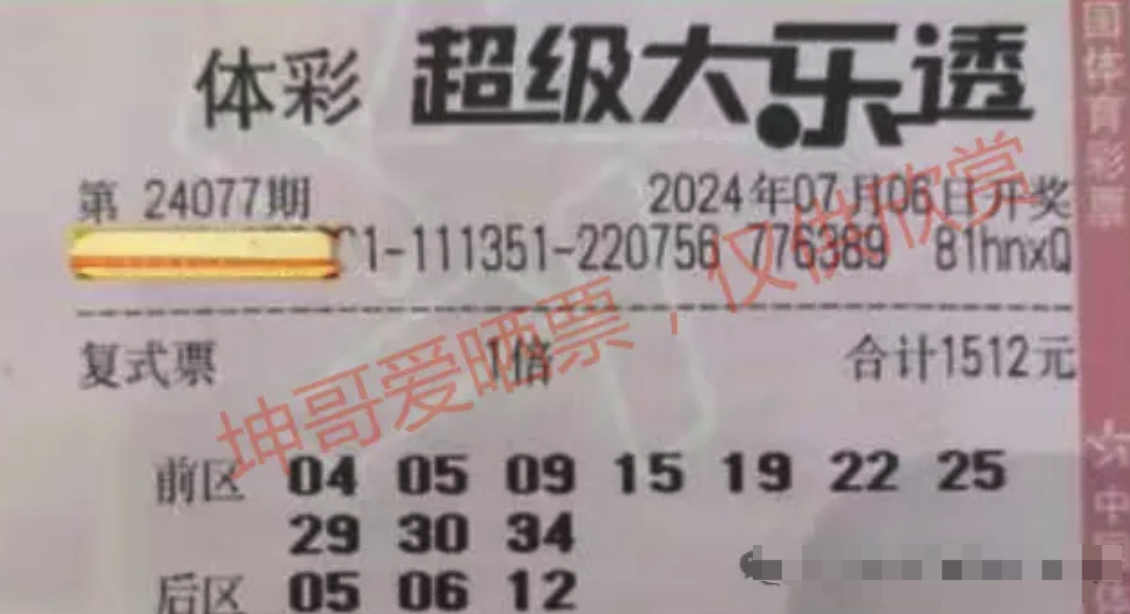 体彩 超级大乐透
第 24077期 2024年07月06日开奖
1-111351-220756 776389 81hnxQ
复式票 1倍 合计1512元
前区 04 05 09 15 19 22 25
29 30 34
后区 05 06 12
坤哥爱晒票，仅供欣赏
国体育彩票
中国体